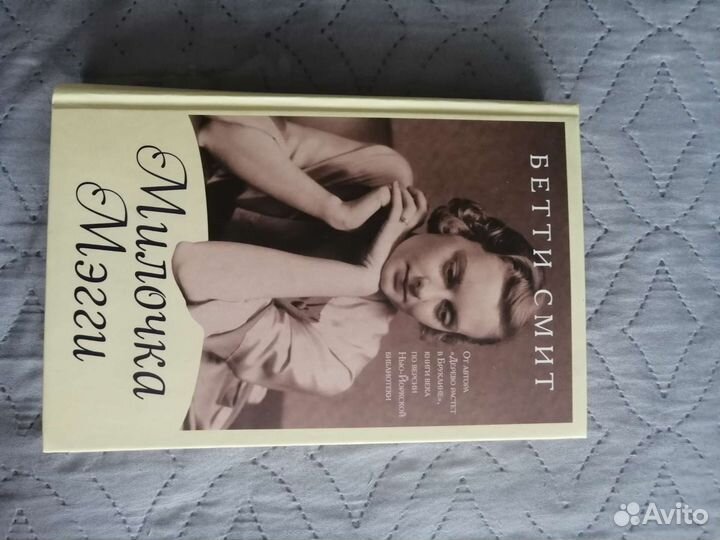 БЕТТИ СМИТ
От автора
«Дерево растет
в Бруклине»,
книги века
по версии
Нью-Йоркской
библиотеки
Милочка
Мэгги
Avito